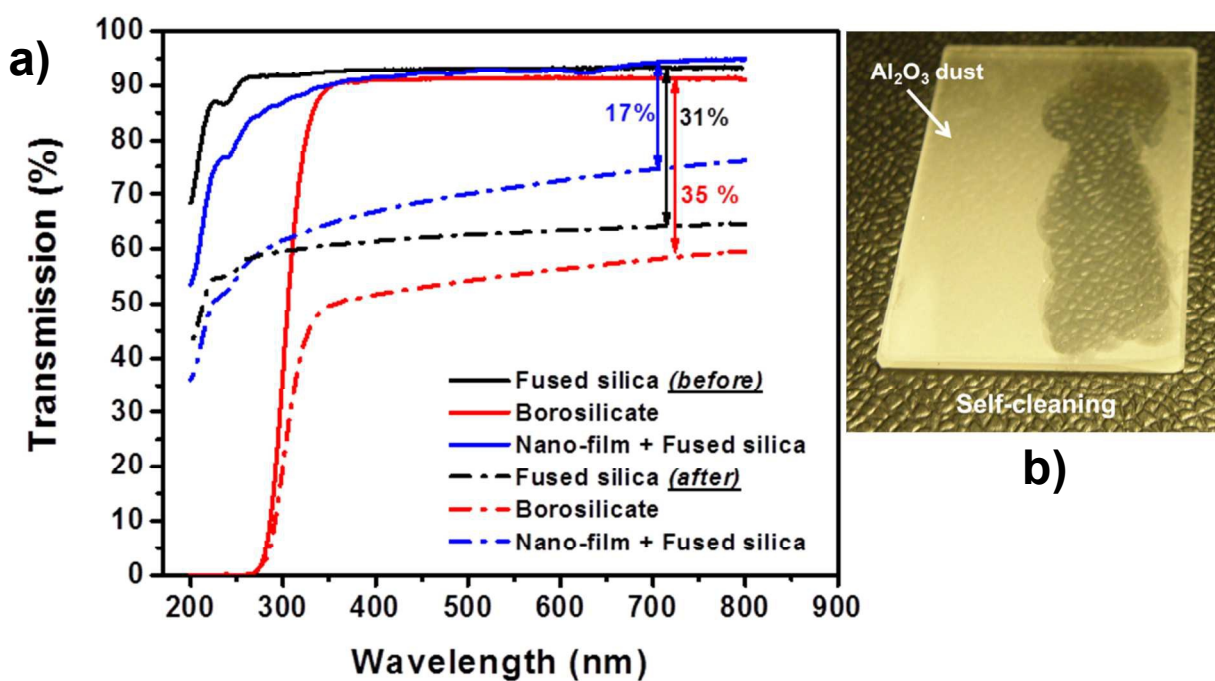 a)
Transmission (%)
100
90
80
70
60
50
40
30
20
10
0
17%
31%
35 %
Fused silica (before)
Borosilicate
Nano-film + Fused silica
Fused silica (after)
Borosilicate
Nano-film + Fused silica
200 300 400 500 600 700 800 900
Wavelength (nm)
Al₂O₃ dust
Self-cleaning
b)